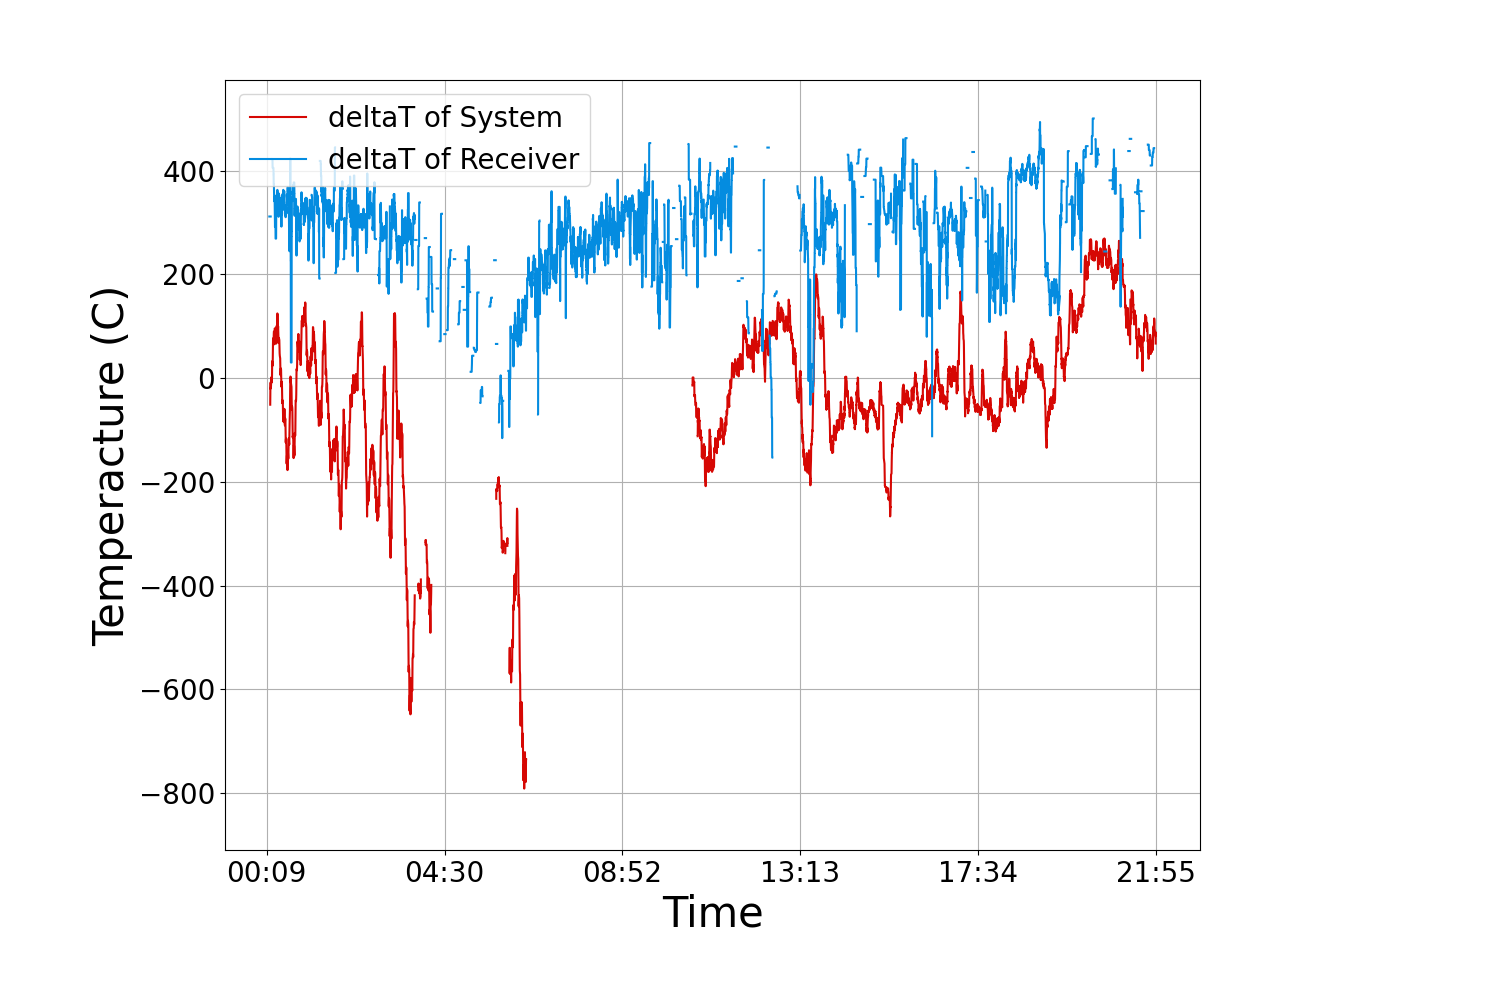 deltaT of System
deltaT of Receiver
400
200
0
−200
−400
−600
−800
Temperacture (C)
00:09 04:30 08:52 13:13 17:34 21:55
Time